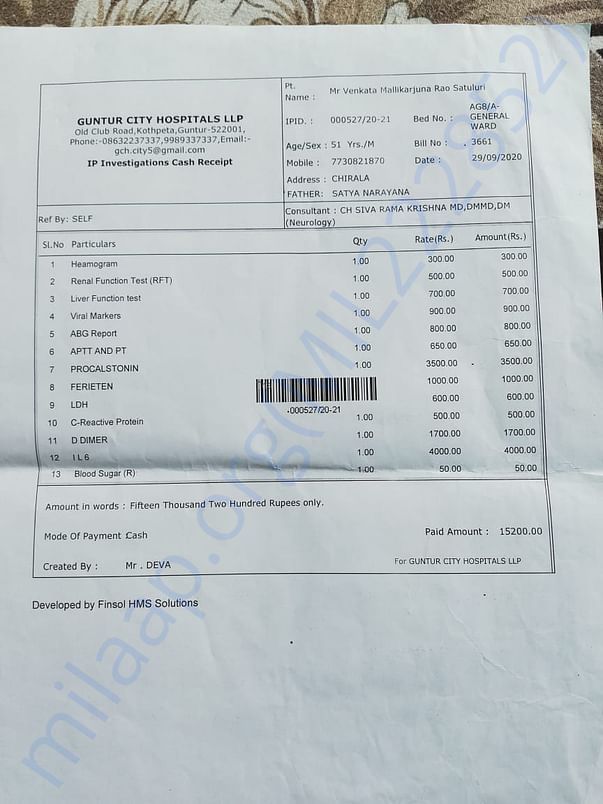 GUNTUR CITY HOSPITALS LLP
Old Club Road,Kothpeta,Guntur-522001,
Phone:-08632237337,9989337337,Email:-
gch.city5@gmail.com
IP Investigations Cash Receipt
Pt. Name : Mr Venkata Mallikarjuna Rao Satuluri
IPID. : 000527/20-21 Bed No. : AG8/A-GENERAL WARD
Age/Sex : 51 Yrs./M Bill No : . 3661
Mobile : 7730821870 Date : 29/09/2020
Address : CHIRALA
FATHER: SATYA NARAYANA
Ref By: SELF
Consultant : CH SIVA RAMA KRISHNA MD,DMMD,DM
(Neurology)
Sl.No Particulars Qty Rate(Rs.) Amount(Rs.)
1 Heamogram 1.00 300.00 300.00
2 Renal Function Test (RFT) 1.00 500.00 500.00
3 Liver Function test 1.00 700.00 700.00
4 Viral Markers 1.00 900.00 900.00
5 ABG Report 1.00 800.00 800.00
6 APTT AND PT 1.00 650.00 650.00
7 PROCALSTONIN 1.00 3500.00 3500.00
8 FERIETEN 1000.00 1000.00
9 LDH 600.00 600.00
000527/20-21
10 C-Reactive Protein 1.00 500.00 500.00
11 D DIMER 1.00 1700.00 1700.00
12 I L 6 1.00 4000.00 4000.00
13 Blood Sugar (R) 1.00 50.00 50.00
Amount in words : Fifteen Thousand Two Hundred Rupees only.
Mode Of Payment :Cash Paid Amount : 15200.00
Created By : Mr . DEVA For GUNTUR CITY HOSPITALS LLP
Developed by Finsol HMS Solutions